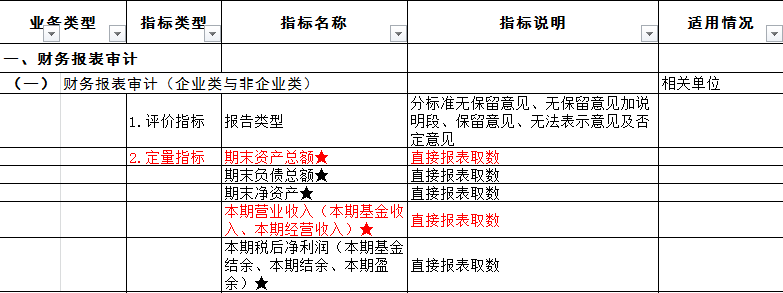 业务类型 指标类型 指标名称 指标说明 适用情况
一、财务报表审计
（一） 财务报表审计（企业类与非企业类） 相关单位
1.评价指标 报告类型 分标准无保留意见、无保留意见加说
明段、保留意见、无法表示意见及否
定意见
2.定量指标 期末资产总额★ 直接报表取数
期末负债总额★ 直接报表取数
期末净资产★ 直接报表取数
本期营业收入（本期基金收
入、本期经营收入）★ 直接报表取数
本期税后净利润（本期基金
结余、本期结余、本期盈
余）★ 直接报表取数